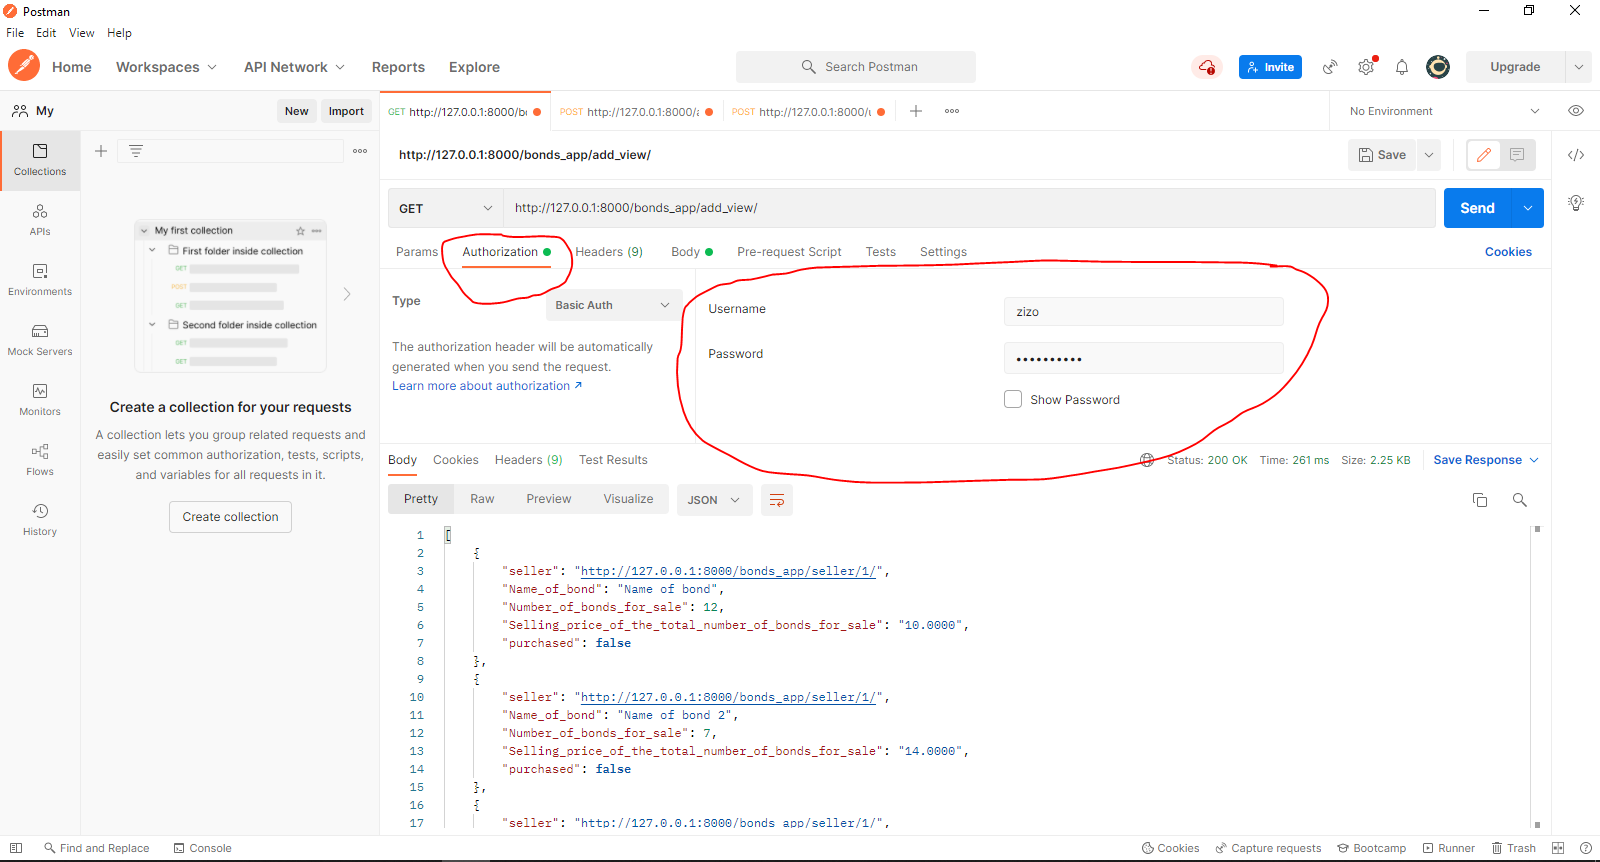 Postman
File Edit View Help
Home Workspaces API Network Reports Explore Search Postman Invite Upgrade
My New Import
GET http://127.0.0.1:8000/b POST http://127.0.0.1:8000/ POST http://127.0.0.1:8000/ No Environment
Collections
APIs
Environments
Mock Servers
Monitors
Flows
History
My first collection
First folder inside collection
GET
POST
GET
Second folder inside collection
GET
GET
Create a collection for your requests
A collection lets you group related requests and
easily set common authorization, tests, scripts,
and variables for all requests in it.
Create collection
http://127.0.0.1:8000/bonds_app/add_view/ Save
GET http://127.0.0.1:8000/bonds_app/add_view/ Send
Params Authorization Headers (9) Body Pre-request Script Tests Settings Cookies
Type Basic Auth
The authorization header will be automatically
generated when you send the request.
Learn more about authorization ↗
Username zizo
Password ••••••••••
Show Password
Body Cookies Headers (9) Test Results Status: 200 OK Time: 261 ms Size: 2.25 KB Save Response
Pretty Raw Preview Visualize JSON
1 [
2 {
3 "seller": "http://127.0.0.1:8000/bonds_app/seller/1/",
4 "Name_of_bond": "Name of bond",
5 "Number_of_bonds_for_sale": 12,
6 "Selling_price_of_the_total_number_of_bonds_for_sale": "10.0000",
7 "purchased": false
8 },
9 {
10 "seller": "http://127.0.0.1:8000/bonds_app/seller/1/",
11 "Name_of_bond": "Name of bond 2",
12 "Number_of_bonds_for_sale": 7,
13 "Selling_price_of_the_total_number_of_bonds_for_sale": "14.0000",
14 "purchased": false
15 },
16 {
17 "seller": "http://127.0.0.1:8000/bonds_app/seller/1/",
Find and Replace Console Cookies Capture requests Bootcamp Runner Trash